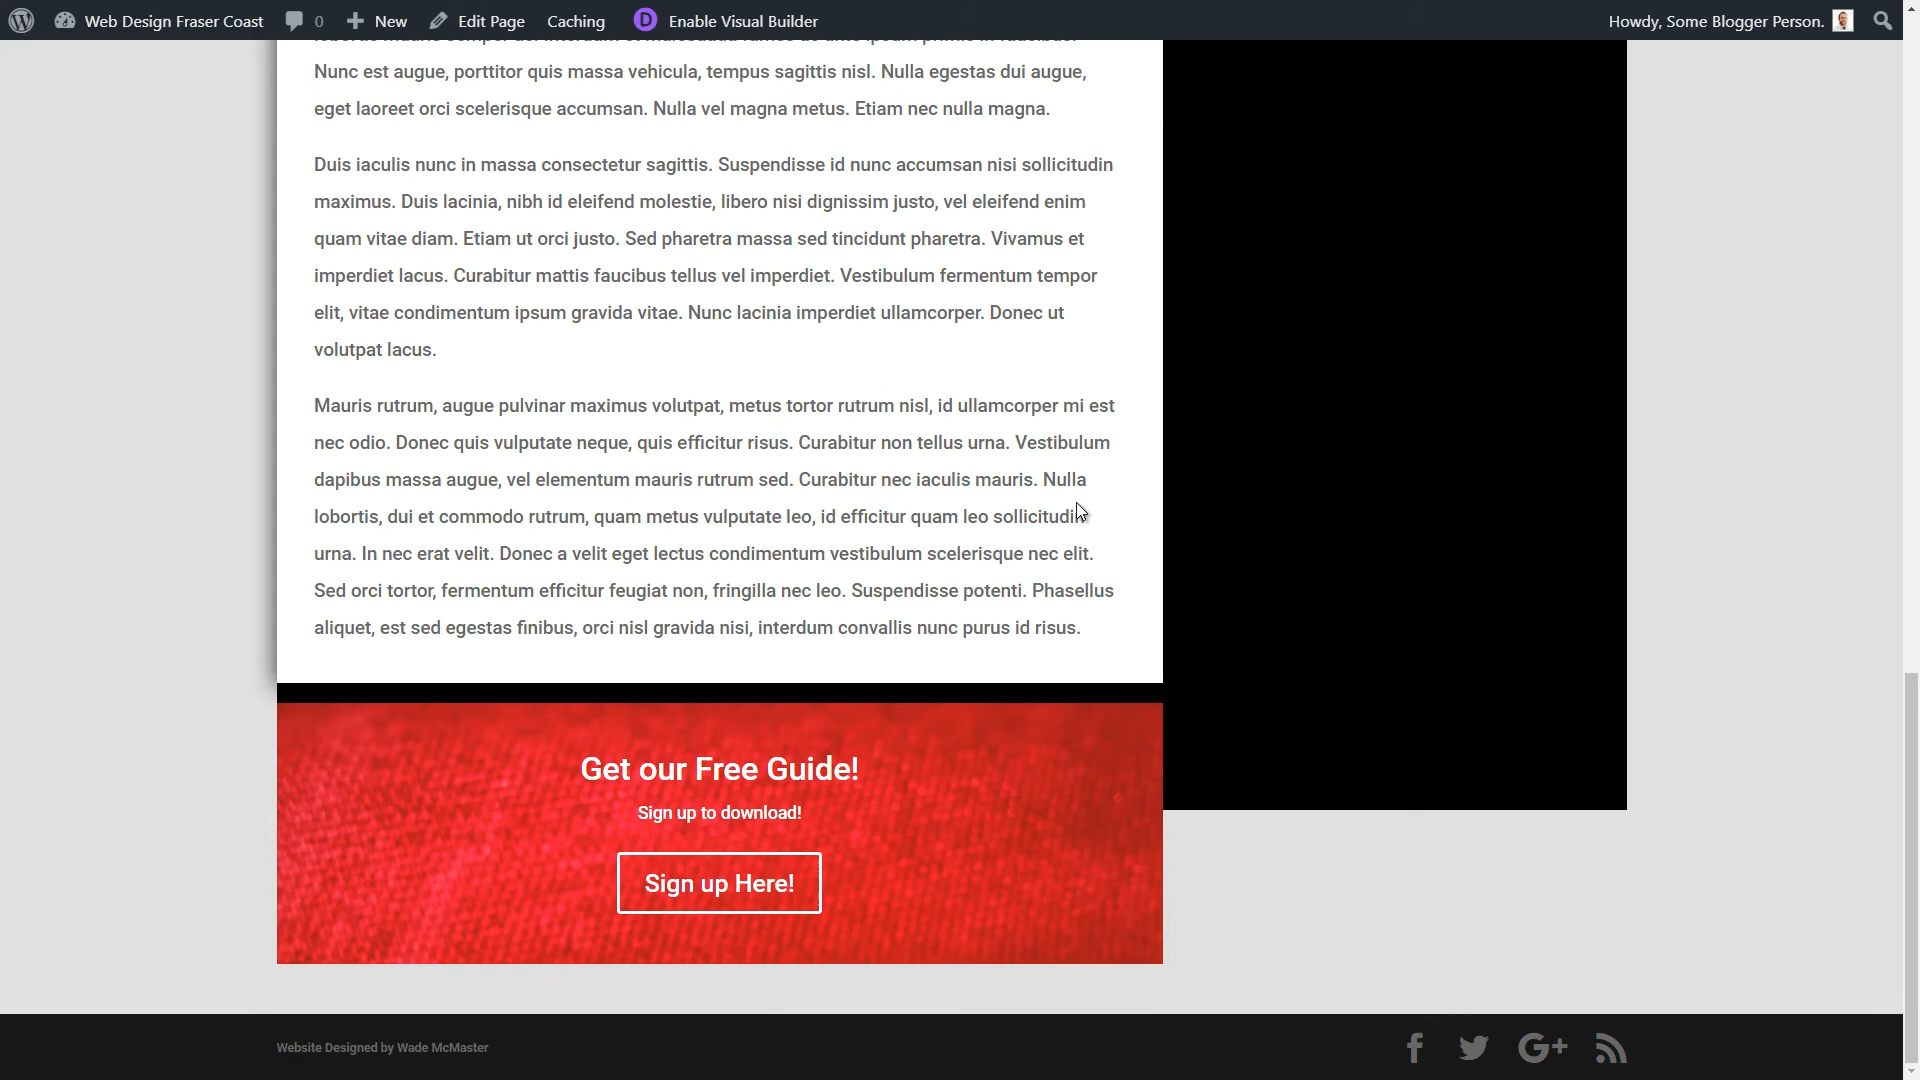 Web Design Fraser Coast 0 New Edit Page Caching D Enable Visual Builder Howdy, Some Blogger Person.
Nunc est augue, porttitor quis massa vehicula, tempus sagittis nisl. Nulla egestas dui augue,
eget laoreet orci scelerisque accumsan. Nulla vel magna metus. Etiam nec nulla magna.
Duis iaculis nunc in massa consectetur sagittis. Suspendisse id nunc accumsan nisi sollicitudin
maximus. Duis lacinia, nibh id eleifend molestie, libero nisi dignissim justo, vel eleifend enim
quam vitae diam. Etiam ut orci justo. Sed pharetra massa sed tincidunt pharetra. Vivamus et
imperdiet lacus. Curabitur mattis faucibus tellus vel imperdiet. Vestibulum fermentum tempor
elit, vitae condimentum ipsum gravida vitae. Nunc lacinia imperdiet ullamcorper. Donec ut
volutpat lacus.
Mauris rutrum, augue pulvinar maximus volutpat, metus tortor rutrum nisl, id ullamcorper mi est
nec odio. Donec quis vulputate neque, quis efficitur risus. Curabitur non tellus urna. Vestibulum
dapibus massa augue, vel elementum mauris rutrum sed. Curabitur nec iaculis mauris. Nulla
lobortis, dui et commodo rutrum, quam metus vulputate leo, id efficitur quam leo sollicitudin
urna. In nec erat velit. Donec a velit eget lectus condimentum vestibulum scelerisque nec elit.
Sed orci tortor, fermentum efficitur feugiat non, fringilla nec leo. Suspendisse potenti. Phasellus
aliquet, est sed egestas finibus, orci nisl gravida nisi, interdum convallis nunc purus id risus.
Get our Free Guide!
Sign up to download!
Sign up Here!
Website Designed by Wade McMaster